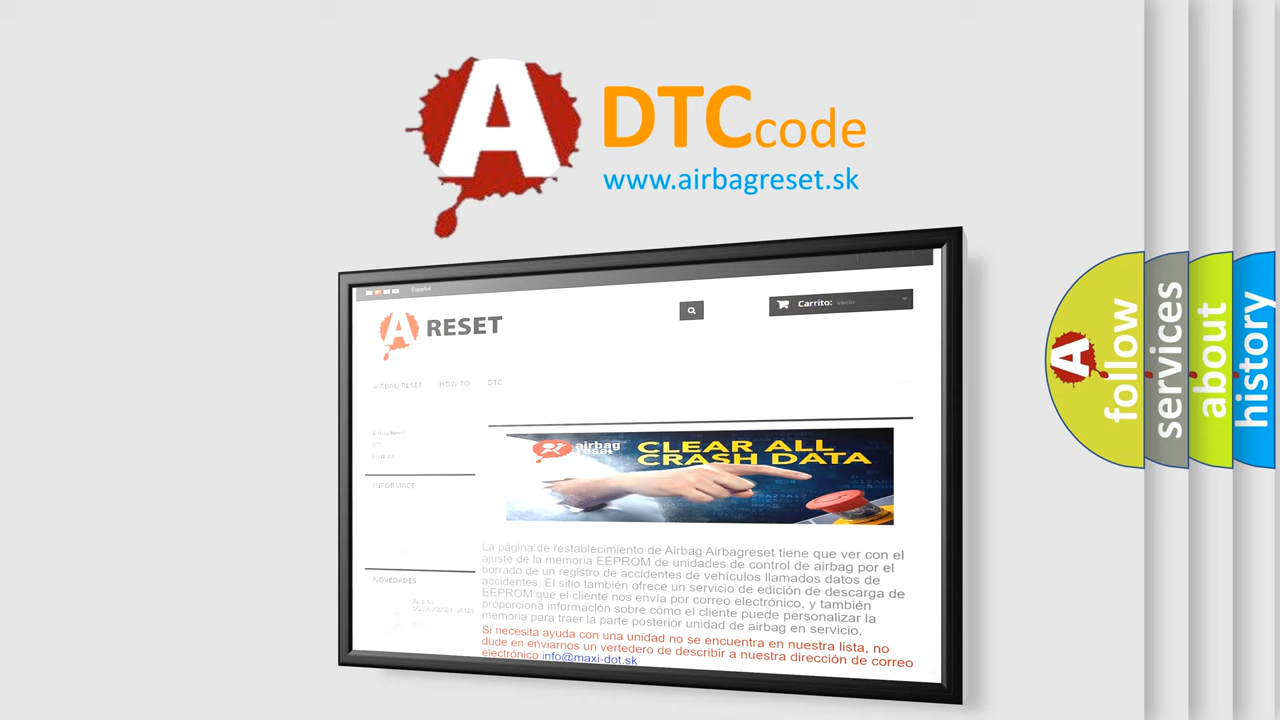 A
DTC code
www.airbagreset.sk
Español
A RESET
Carrito: vacío
AIRBAG RESET HOW TO DTC
Airbag Reset
DTC
INFORMACE
airbag
reset
CLEAR ALL
CRASH DATA
La página de restablecimiento de Airbag Airbagreset tiene que ver con el
ajuste de la memoria EEPROM de unidades de control de airbag por el
borrado de un registro de accidentes de vehículos llamados datos de
accidentes. El sitio también ofrece un servicio de edición de descarga de
EEPROM que el cliente nos envía por correo electrónico, y también
proporciona información sobre cómo el cliente puede personalizar la
memoria para traer la parte posterior unidad de airbag en servicio.
Si necesita ayuda con una unidad no se encuentra en nuestra lista, no
dude en enviarnos un vertedero de describir a nuestra dirección de correo
electrónico info@maxi-dot.sk
NOVEDADES
A
follow
services
about
history